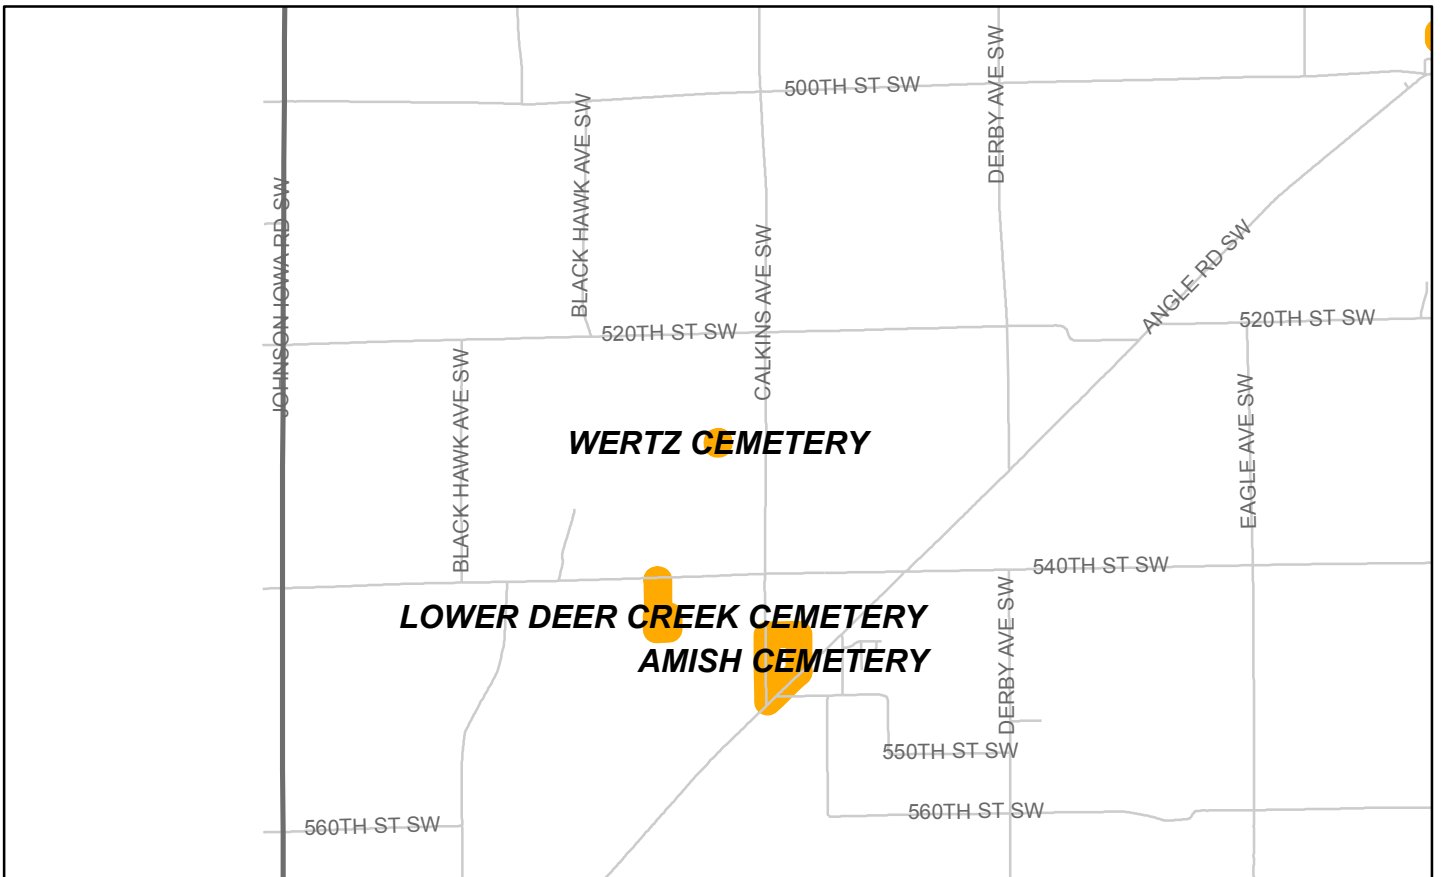 500TH ST SW
DERBY AVE SW
BLACK HAWK AVE SW
JOHNSON IOWA RD SW
CALKINS AVE SW
ANGLE RD SW
520TH ST SW
520TH ST SW
BLACK HAWK AVE SW
EAGLE AVE SW
WERTZ CEMETERY
540TH ST SW
LOWER DEER CREEK CEMETERY
AMISH CEMETERY
DERBY AVE SW
550TH ST SW
560TH ST SW
560TH ST SW